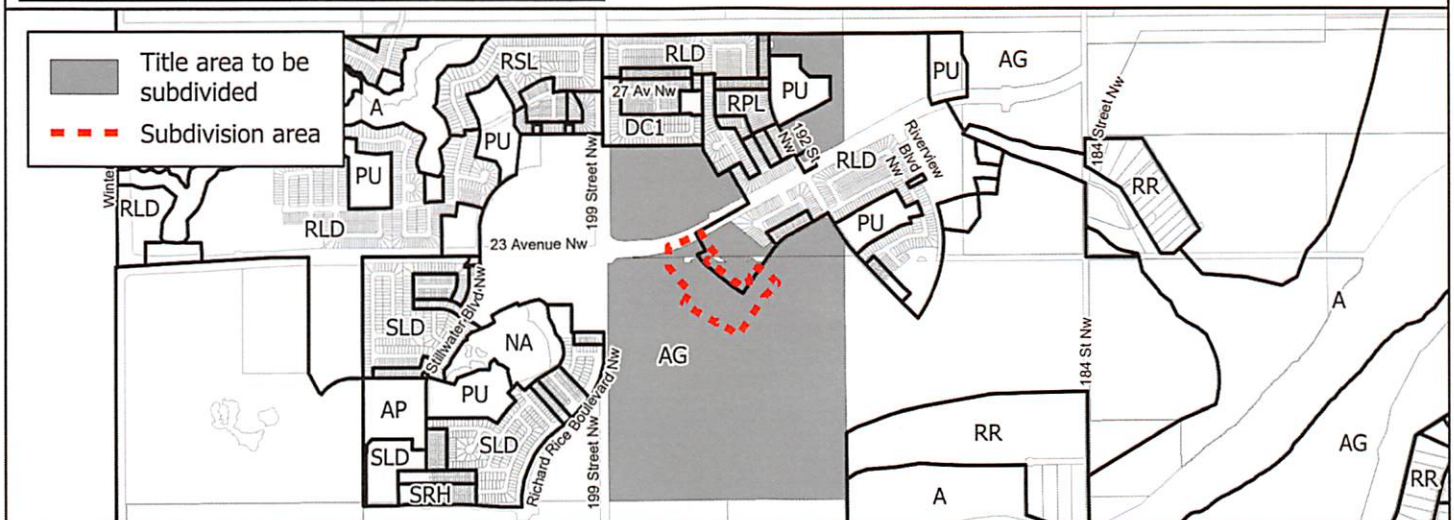 Title area to be
subdivided
Subdivision area
RSL
RLD
27 Av Nw
DC1
RPL
PU
PU
AG
A
PU
PU
192 St
Nw
RLD
Riverview
Blvd
Nw
184 Street Nw
RR
RLD
RLD
199 Street Nw
23 Avenue Nw
PU
SLD
Stillwater Blvd Nw
NA
PU
AP
SLD
SLD
SRH
Richard Rice Boulevard Nw
199 Street Nw
AG
184 St Nw
A
RR
A
AG
RR